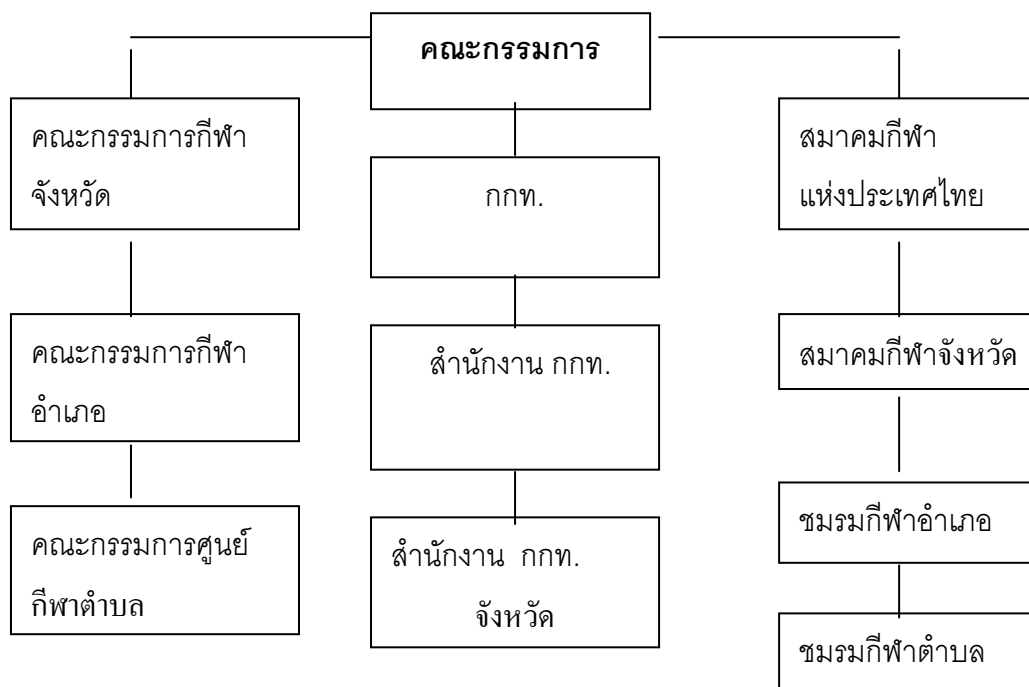 คณะกรรมการ
คณะกรรมการกีฬา
จังหวัด
คณะกรรมการกีฬา
อำเภอ
คณะกรรมการศูนย์
กีฬาตำบล
กกท.
สำนักงาน กกท.
สำนักงาน กกท.
จังหวัด
สมาคมกีฬา
แห่งประเทศไทย
สมาคมกีฬาจังหวัด
ชมรมกีฬาอำเภอ
ชมรมกีฬาตำบล